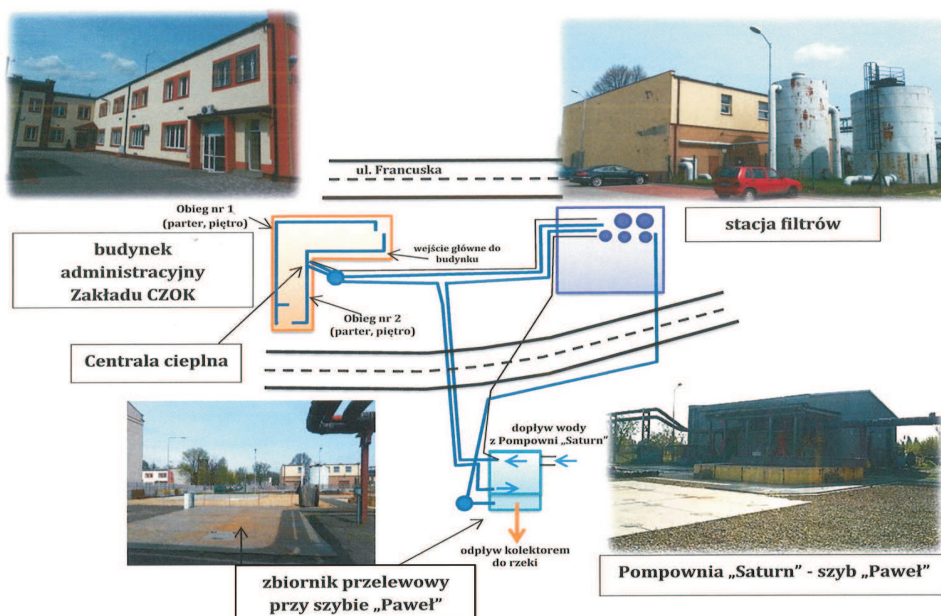 ul. Francuska
Obieg nr 1
(parter, piętro)
stacja filtrów
budynek
administracyjny
Zakładu CZOK
wejście główne do
budynku
Obieg nr 2
(parter, piętro)
Centrala cieplna
dopływ wody
z Pompowni „Saturn"
odpływ kolektorem
do rzeki
zbiornik przelewowy
przy szybie „Paweł"
Pompownia „Saturn" - szyb „Paweł"